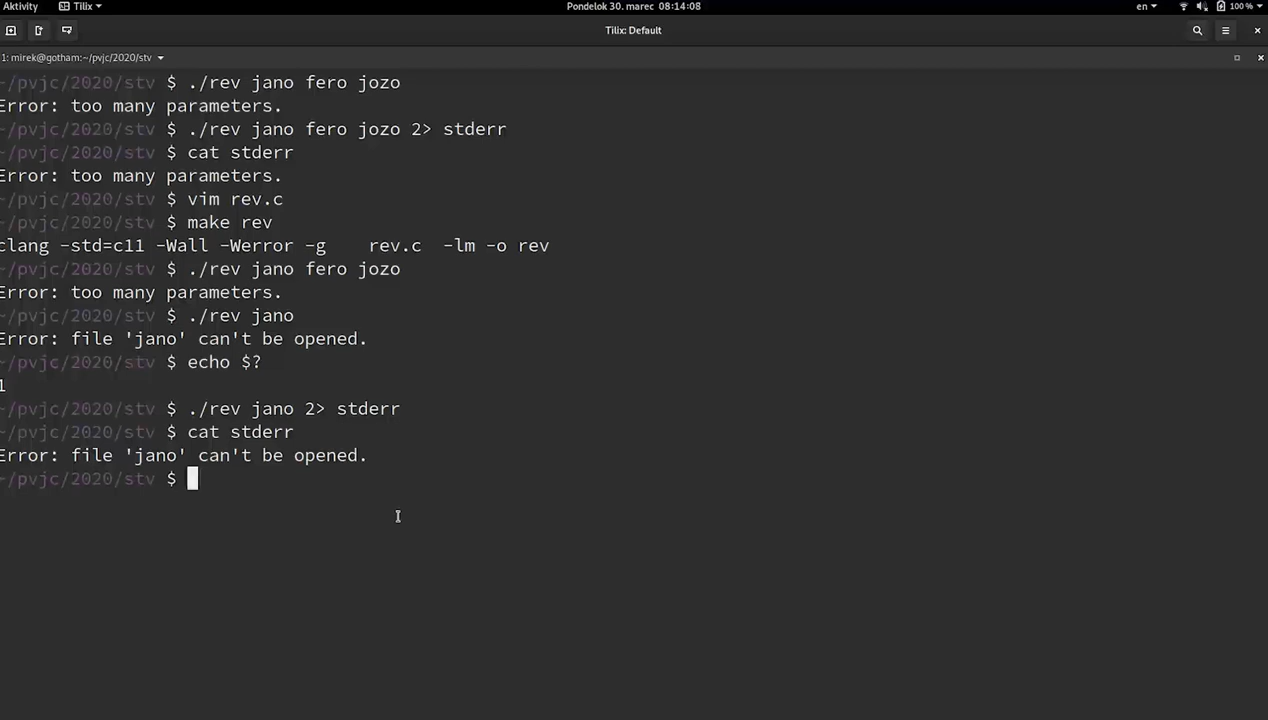 Aktivity Tilix Pondelok 30. marec 08:14:08 en 100 %
Tilix: Default
1: mirek@gotham:~/pvjc/2020/stv
~/pvjc/2020/stv $ ./rev jano fero jozo
Error: too many parameters.
~/pvjc/2020/stv $ ./rev jano fero jozo 2> stderr
~/pvjc/2020/stv $ cat stderr
Error: too many parameters.
~/pvjc/2020/stv $ vim rev.c
~/pvjc/2020/stv $ make rev
clang -std=c11 -Wall -Werror -g    rev.c  -lm -o rev
~/pvjc/2020/stv $ ./rev jano fero jozo
Error: too many parameters.
~/pvjc/2020/stv $ ./rev jano
Error: file 'jano' can't be opened.
~/pvjc/2020/stv $ echo $?
1
~/pvjc/2020/stv $ ./rev jano 2> stderr
~/pvjc/2020/stv $ cat stderr
Error: file 'jano' can't be opened.
~/pvjc/2020/stv $